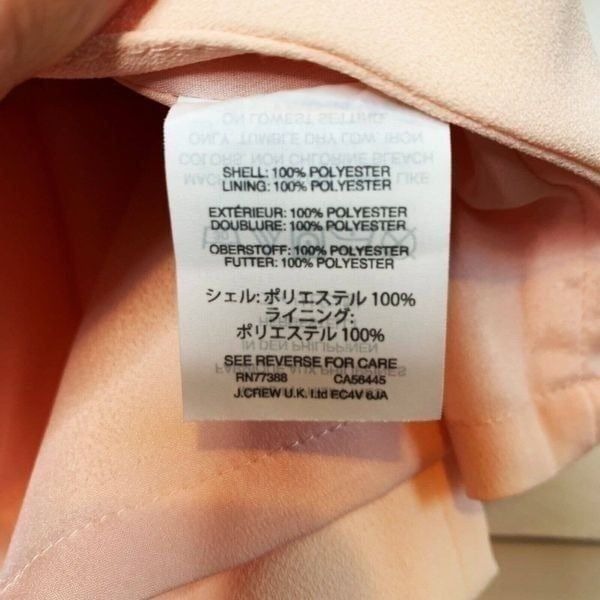 SHELL: 100% POLYESTER
LINING: 100% POLYESTER
EXTÉRIEUR: 100% POLYESTER
DOUBLURE: 100% POLYESTER
OBERSTOFF: 100% POLYESTER
FUTTER: 100% POLYESTER
シェル: ポリエステル 100%
ライニング:
ポリエステル 100%
SEE REVERSE FOR CARE
RN77388 CA56445
J.CREW U.K. Ltd EC4V 6JA